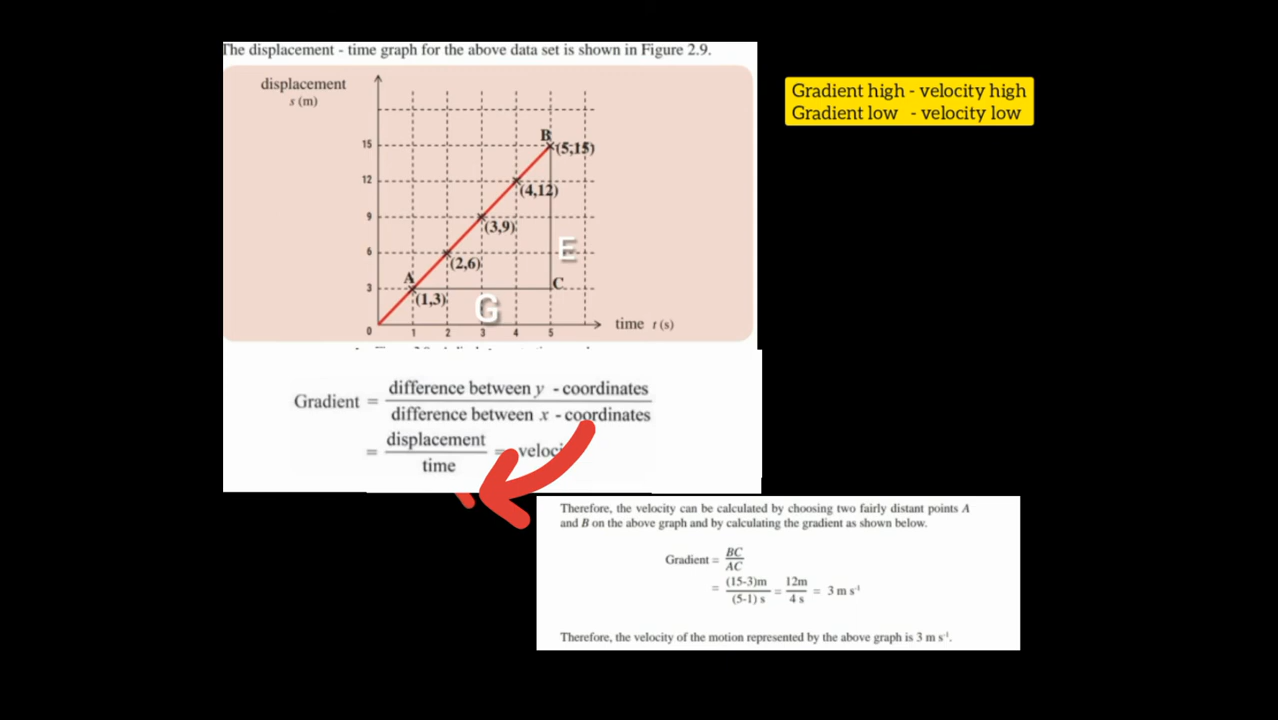 The displacement - time graph for the above data set is shown in Figure 2.9.
displacement
s (m)
Gradient high - velocity high
Gradient low - velocity low
B
15
(5,15)
12
(4,12)
9
(3,9)
E
6
(2,6)
A
C
3
(1,3)
G
0
1
2
3
4
5
time t (s)
Gradient = difference between y - coordinates
difference between x - coordinates
= displacement =
time
Therefore, the velocity can be calculated by choosing two fairly distant points A
and B on the above graph and by calculating the gradient as shown below.
Gradient = BC
AC
= (15-3)m = 12m = 3 m s⁻¹
(5-1) s 4 s
Therefore, the velocity of the motion represented by the above graph is 3 m s⁻¹.